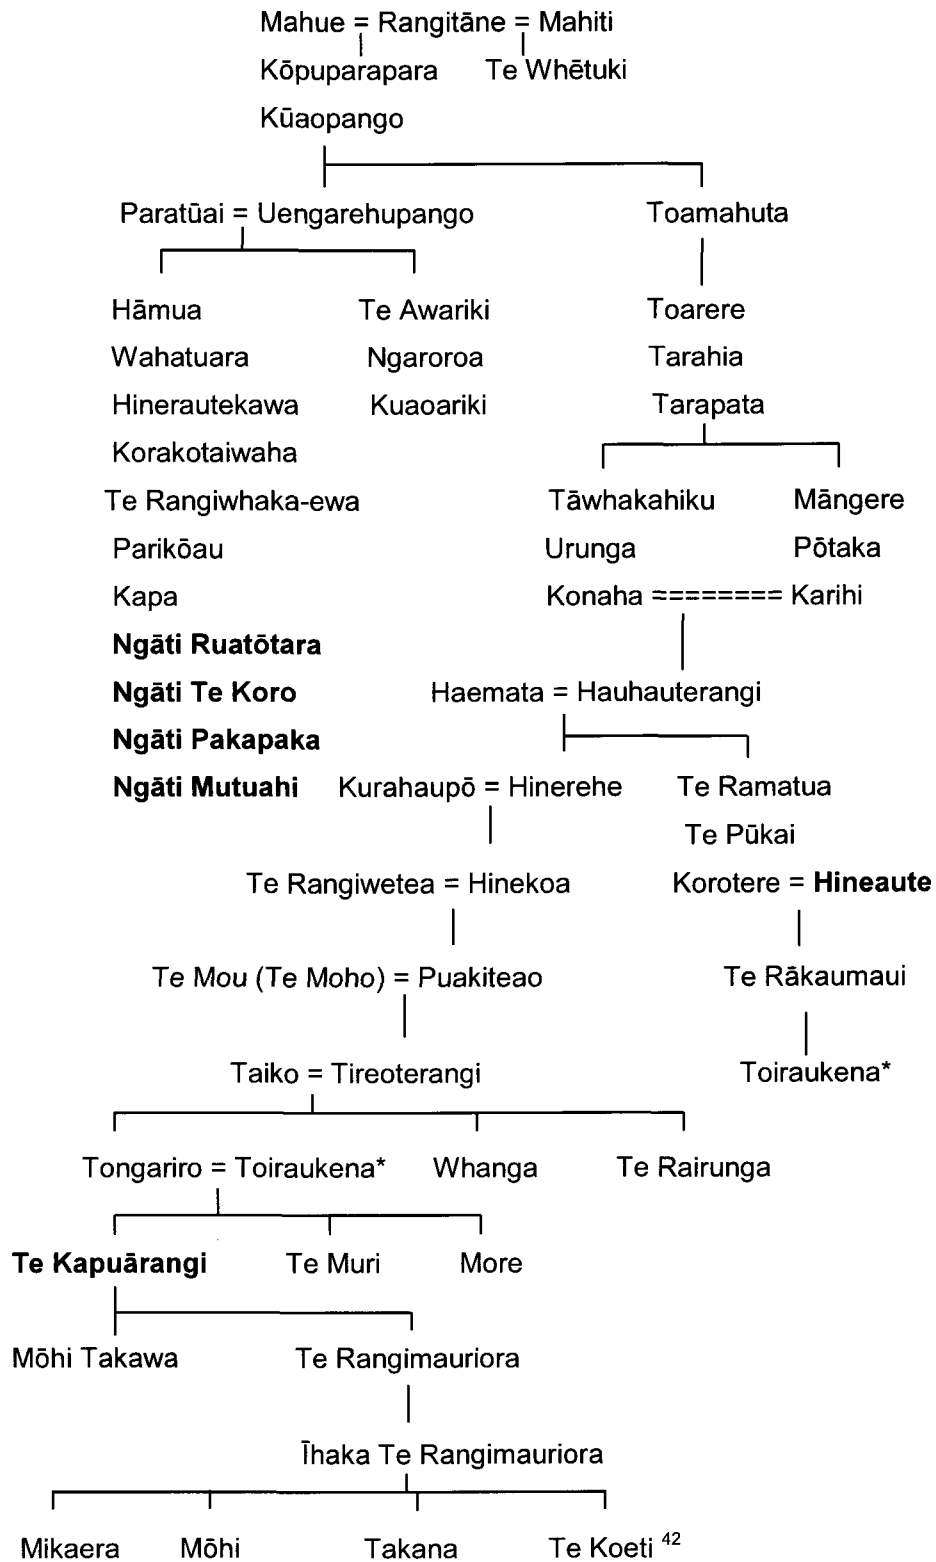 Mahue = Rangitāne = Mahiti
Kōpuparapara Te Whētuki
Kūaopango
Paratūai = Uengarehupango Toamahuta
Hāmua Te Awariki Toarere
Wahatuara Ngaroroa Tarahia
Hinerautekawa Kuaoariki Tarapata
Korakotaiwaha
Te Rangiwhaka-ewa Tāwhakahiku Māngere
Parikōau Urunga Pōtaka
Kapa Konaha ======== Karihi
Ngāti Ruatōtara
Ngāti Te Koro Haemata = Hauhauterangi
Ngāti Pakapaka
Ngāti Mutuahi Kurahaupō = Hinerehe Te Ramatua
Te Pūkai
Te Rangiwetea = Hinekoa Korotere = Hineaute
Te Mou (Te Moho) = Puakiteao Te Rākaumaui
Taiko = Tireoterangi Toiraukena*
Tongariro = Toiraukena* Whanga Te Rairunga
Te Kapuārangi Te Muri More
Mōhi Takawa Te Rangimauriora
Īhaka Te Rangimauriora
Mikaera Mōhi Takana Te Koeti 42